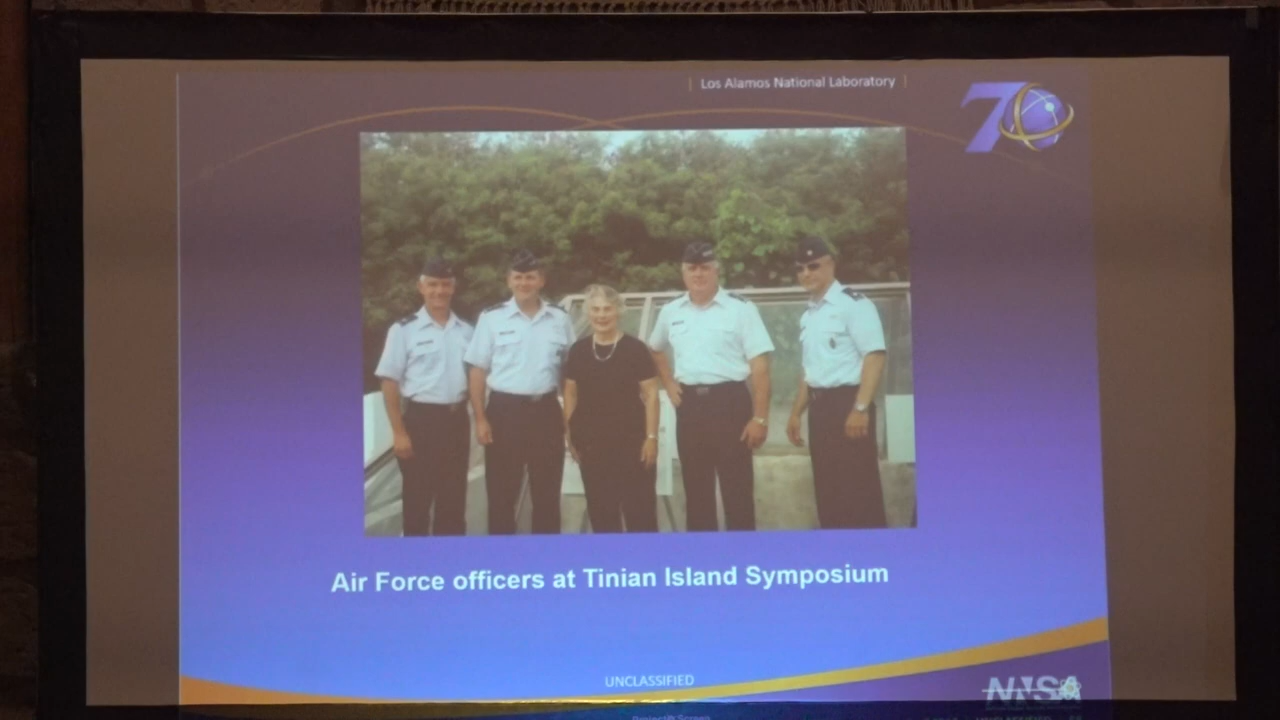 Los Alamos National Laboratory
70
Air Force officers at Tinian Island Symposium
UNCLASSIFIED
NNSA